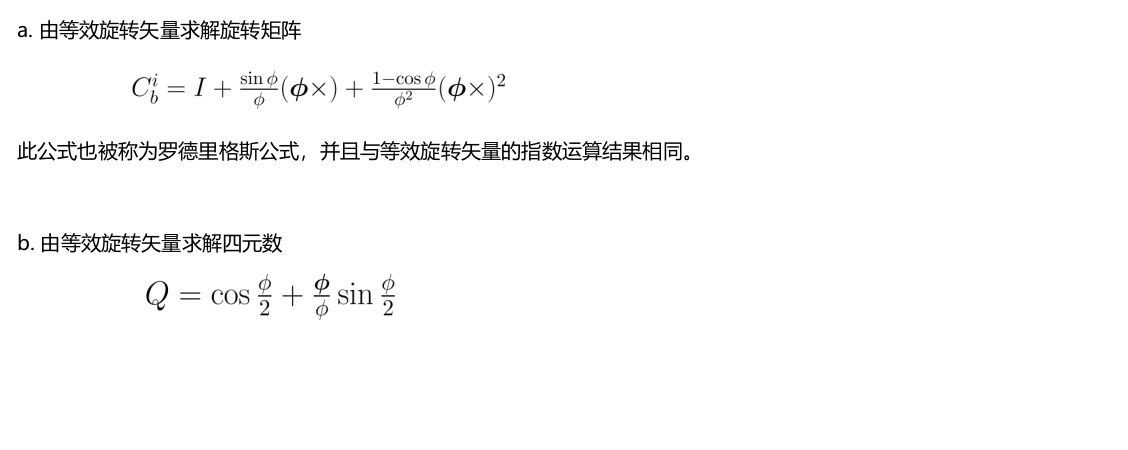 a. 由等效旋转矢量求解旋转矩阵
$C_b^i = I + \frac{\sin\phi}{\phi}(\boldsymbol{\phi}\times) + \frac{1-\cos\phi}{\phi^2}(\boldsymbol{\phi}\times)^2$
此公式也被称为罗德里格斯公式，并且与等效旋转矢量的指数运算结果相同。
b. 由等效旋转矢量求解四元数
$Q = \cos\frac{\phi}{2} + \frac{\boldsymbol{\phi}}{\phi}\sin\frac{\phi}{2}$